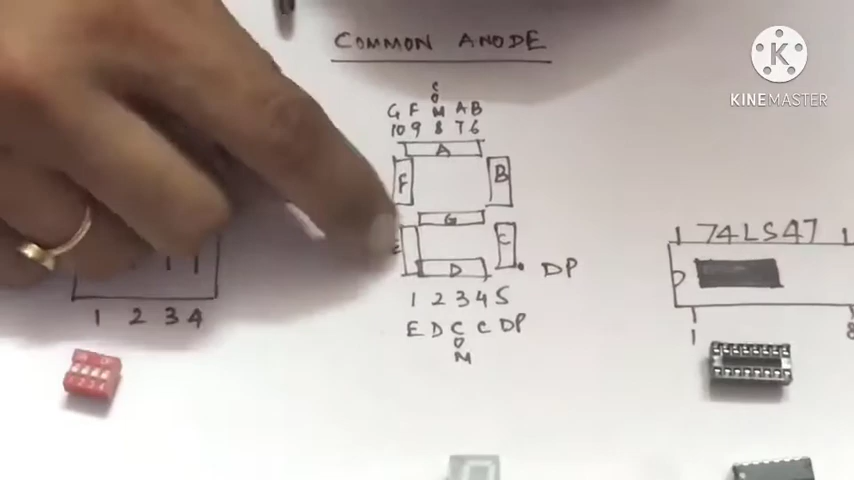 COMMON ANODE
K
KINEMASTER
C
O
G F M A B
10 9 8 7 6
A
F
B
G
E
C
D
DP
1 2 3 4 5
E D C C DP
O
M
1 2 3 4
74LS47
1
8